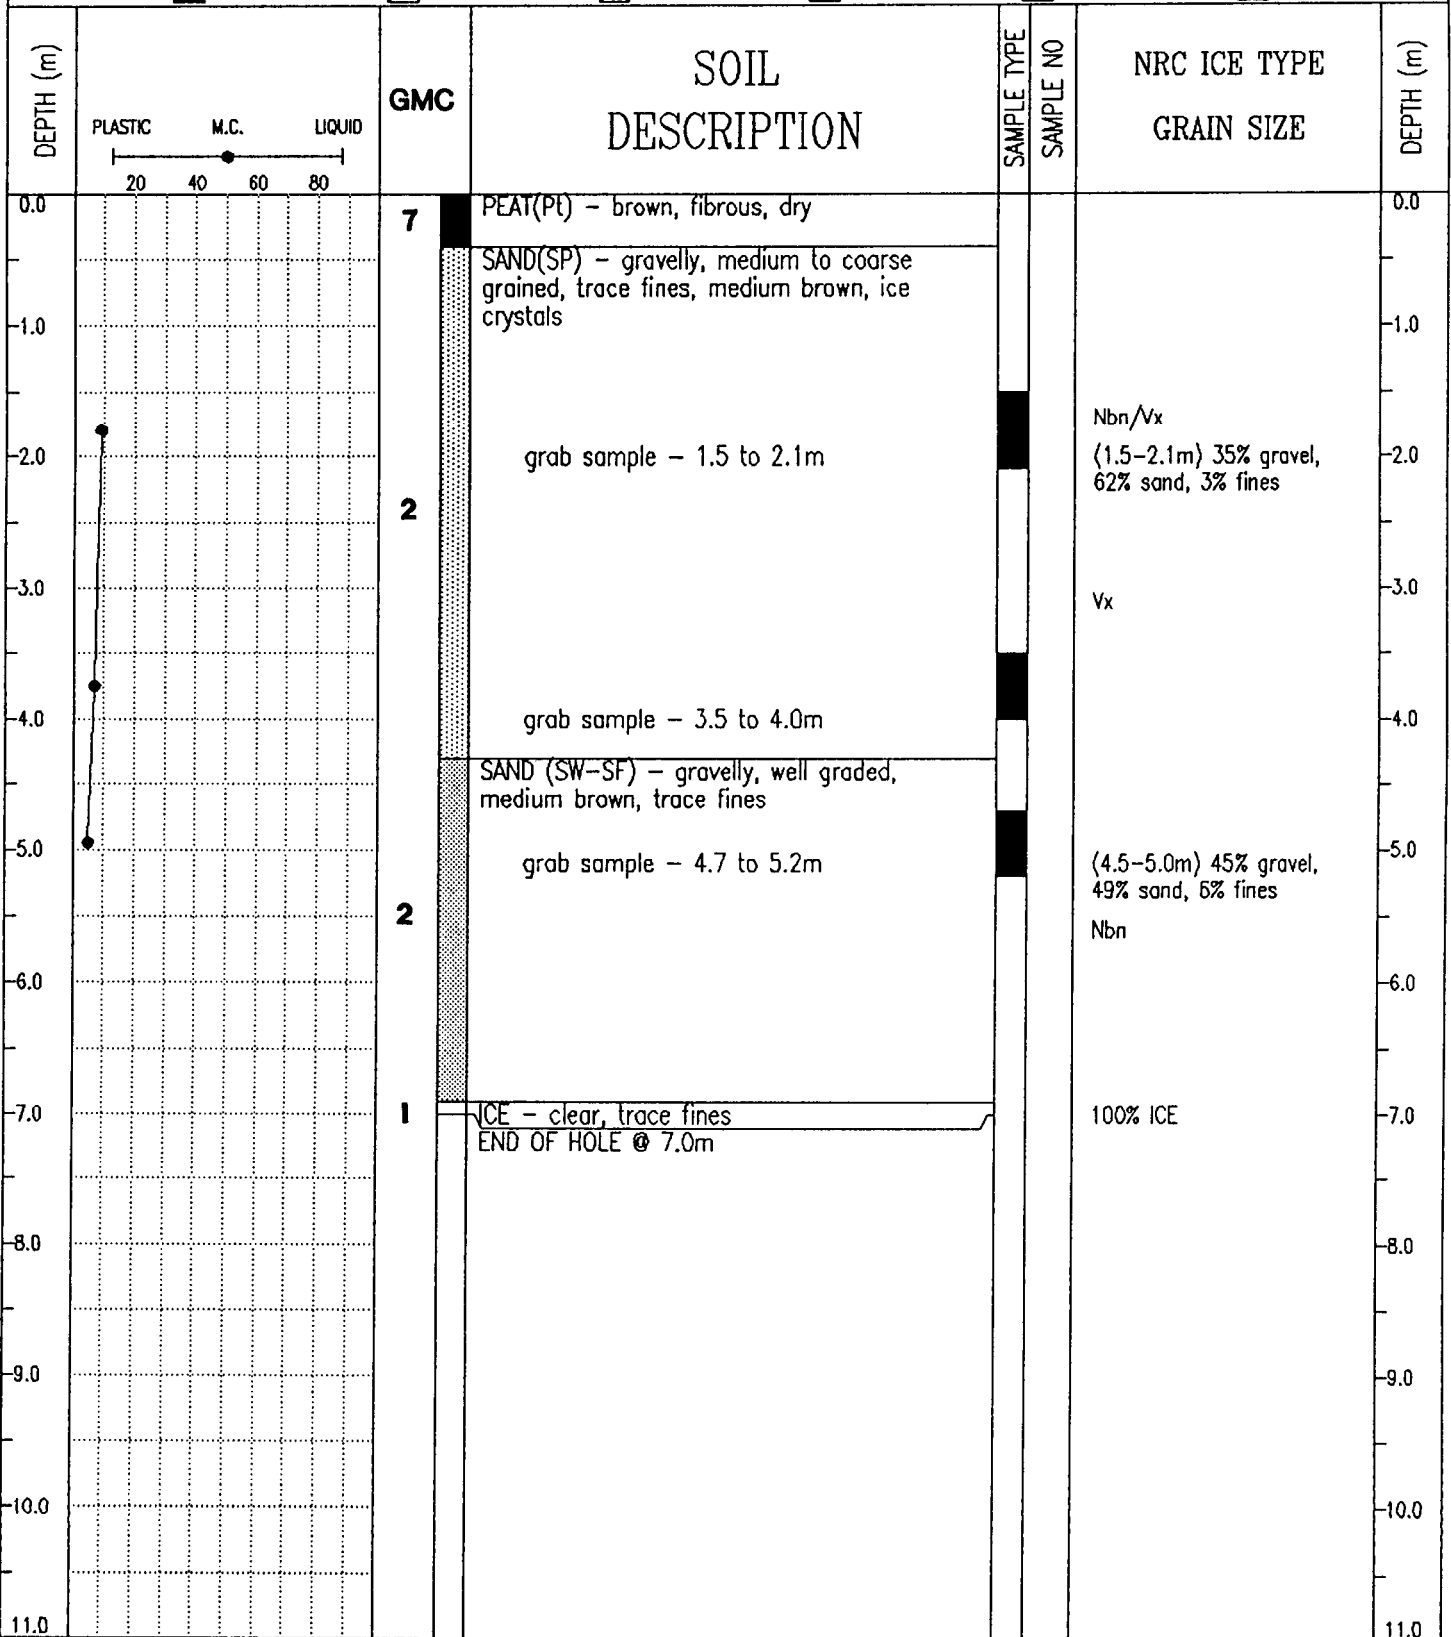 DEPTH (m)
PLASTIC M.C. LIQUID
20 40 60 80
GMC
SOIL
DESCRIPTION
SAMPLE TYPE
SAMPLE NO
NRC ICE TYPE
GRAIN SIZE
DEPTH (m)
0.0
7
PEAT(Pt) – brown, fibrous, dry
0.0
SAND(SP) – gravelly, medium to coarse
grained, trace fines, medium brown, ice
crystals
-1.0
-1.0
Nbn/Vx
-2.0
grab sample – 1.5 to 2.1m
(1.5–2.1m) 35% gravel,
62% sand, 3% fines
-2.0
2
-3.0
Vx
-3.0
-4.0
grab sample – 3.5 to 4.0m
-4.0
SAND (SW–SF) – gravelly, well graded,
medium brown, trace fines
-5.0
grab sample – 4.7 to 5.2m
(4.5–5.0m) 45% gravel,
49% sand, 6% fines
-5.0
2
Nbn
-6.0
-6.0
-7.0
1
ICE – clear, trace fines
100% ICE
-7.0
END OF HOLE @ 7.0m
-8.0
-8.0
-9.0
-9.0
-10.0
-10.0
11.0
11.0